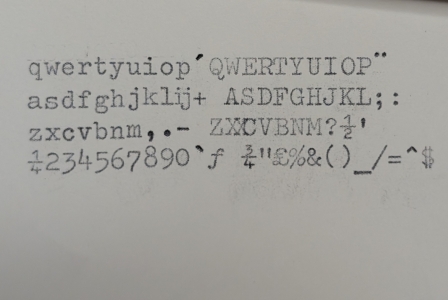 qwertyuiop´QWERTYUIOP¨
asdfghjklij+ ASDFGHJKL;:
zxcvbnm,.- ZXCVBNM?½'
¼234567890`ƒ ¾"£%&()_/=^$